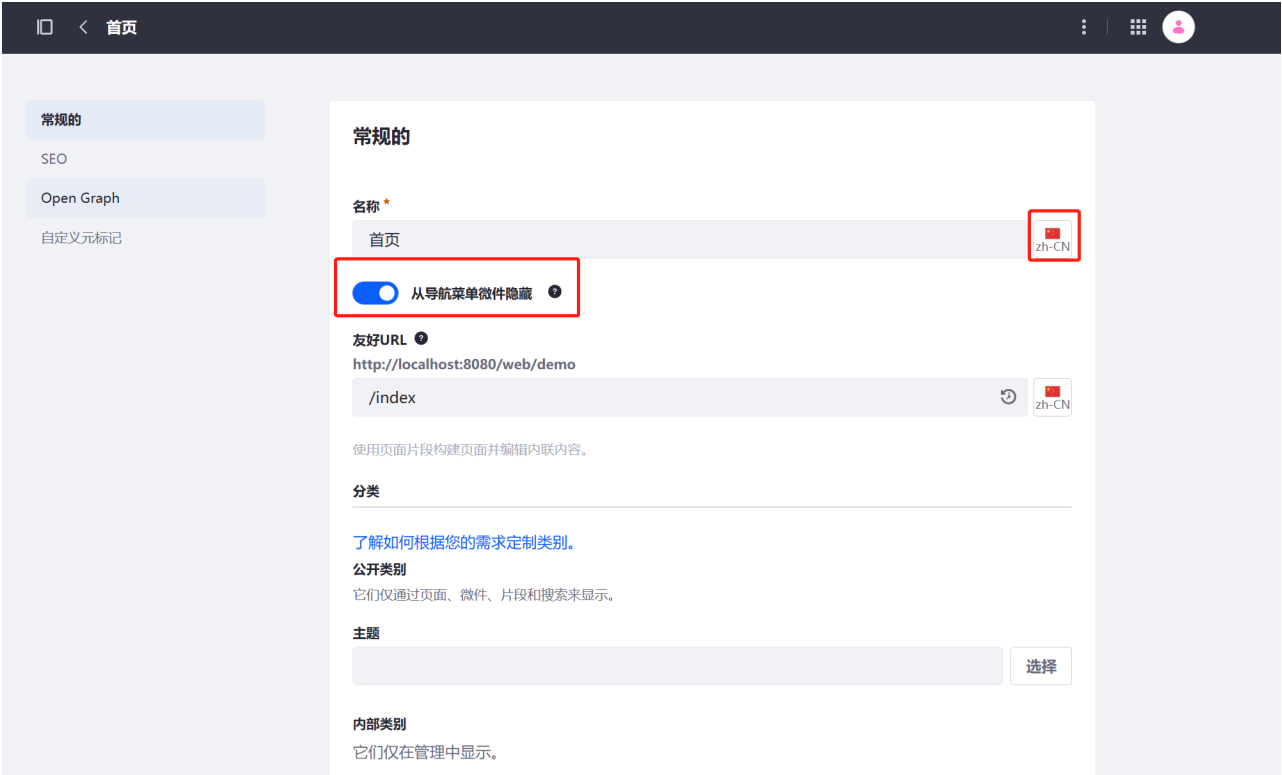 首页
常规的
SEO
Open Graph
自定义元标记
常规的
名称 *
首页
zh-CN
从导航菜单微件隐藏 ?
友好URL ?
http://localhost:8080/web/demo
/index
zh-CN
使用页面片段构建页面并编辑内联内容。
分类
了解如何根据您的需求定制类别。
公开类别
它们仅通过页面、微件、片段和搜索来显示。
主题
选择
内部类别
它们仅在管理中显示。